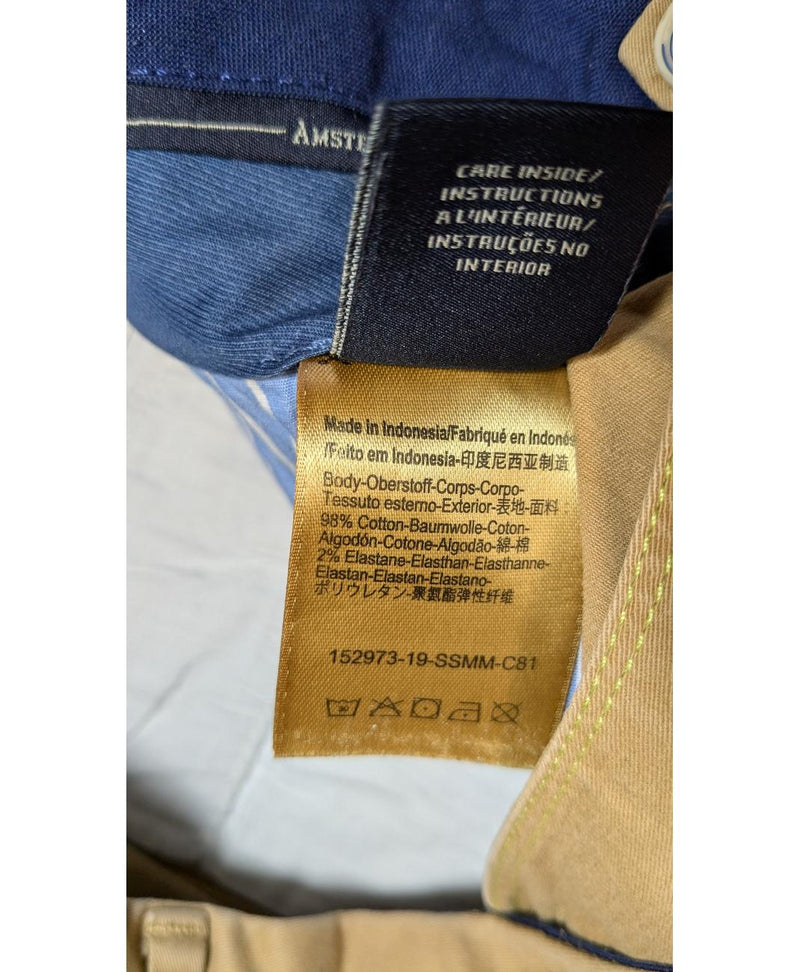 AMSTE
CARE INSIDE/
INSTRUCTIONS
A L'INTÉRIEUR/
INSTRUÇÕES NO
INTERIOR
Made in Indonesia/Fabriqué en Indonés
/Feito em Indonesia-印度尼西亚制造
Body-Oberstoff-Corps-Corpo-
Tessuto esterno-Exterior-表地-面料：
98% Cotton-Baumwolle-Coton-
Algodón-Cotone-Algodão-綿-棉
2% Elastane-Elasthan-Elasthanne-
Elastan-Elastan-Elastano-
ポリウレタン-聚氨酯弹性纤维
152973-19-SSMM-C81